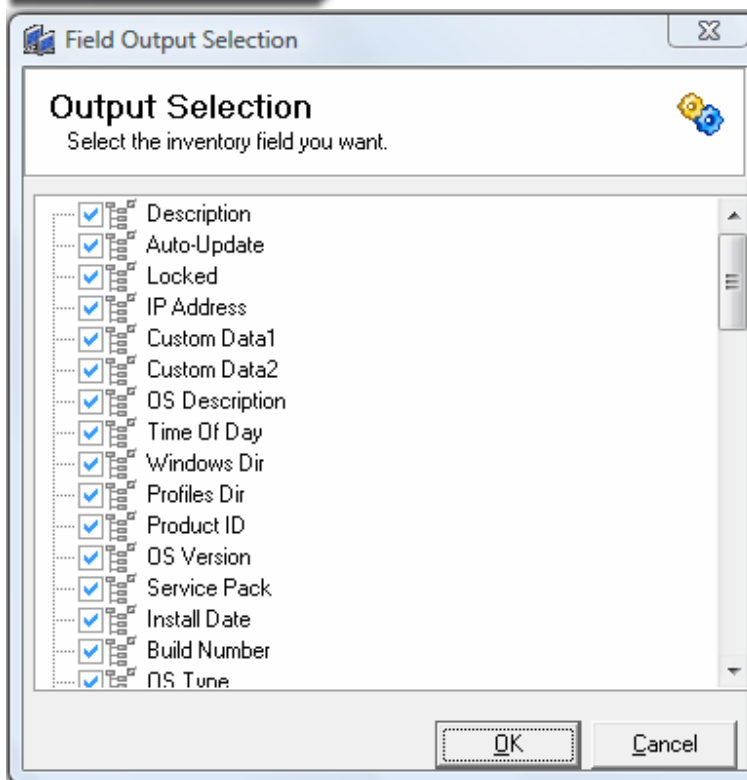 Field Output Selection
Output Selection
Select the inventory field you want.
Description
Auto-Update
Locked
IP Address
Custom Data1
Custom Data2
OS Description
Time Of Day
Windows Dir
Profiles Dir
Product ID
OS Version
Service Pack
Install Date
Build Number
OS Type
OK
Cancel